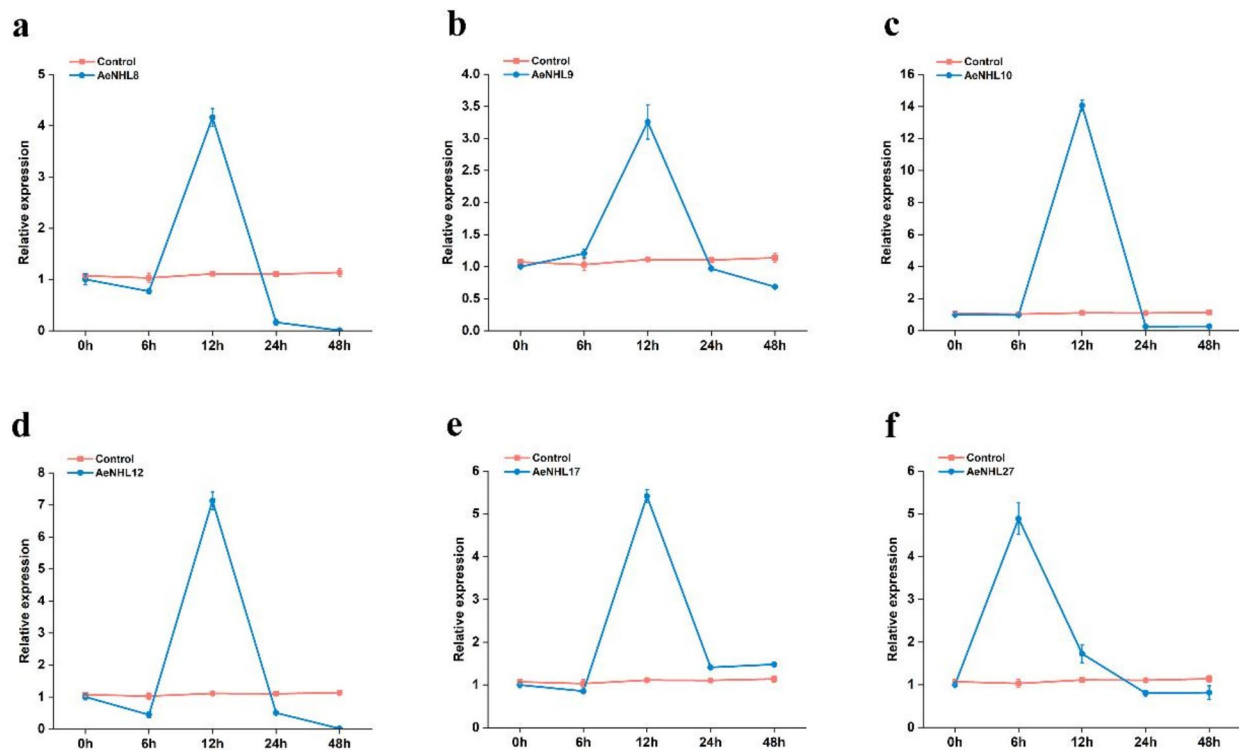 a
Control
AeNHL8
5
4
3
2
1
0
Relative expression
0h 6h 12h 24h 48h
b
Control
AeNHL9
4.0
3.5
3.0
2.5
2.0
1.5
1.0
0.5
0.0
Relative expression
0h 6h 12h 24h 48h
c
Control
AeNHL10
16
14
12
10
8
6
4
2
0
Relative expression
0h 6h 12h 24h 48h
d
Control
AeNHL12
8
7
6
5
4
3
2
1
0
Relative expression
0h 6h 12h 24h 48h
e
Control
AeNHL17
6
5
4
3
2
1
0
Relative expression
0h 6h 12h 24h 48h
f
Control
AeNHL27
6
5
4
3
2
1
0
Relative expression
0h 6h 12h 24h 48h